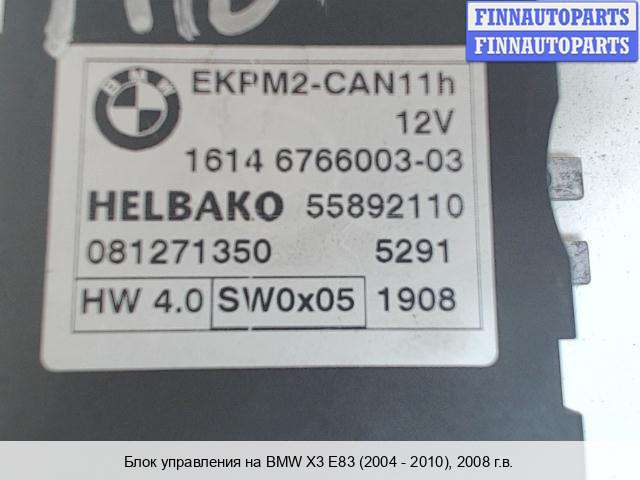 FINNAUTOPARTS
FINNAUTOPARTS
BMW
EKPM2-CAN11h
12V
1614 6766003-03
HELBAKO 55892110
081271350 5291
HW 4.0 SW0x05 1908
Блок управления на BMW X3 E83 (2004 - 2010), 2008 г.в.